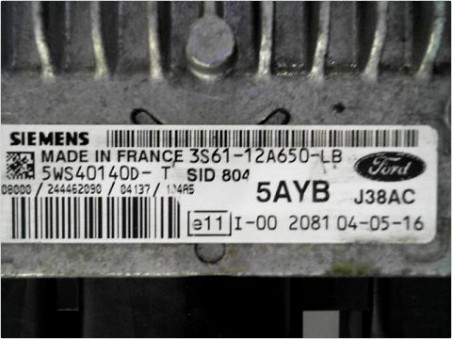 SIEMENS
MADE IN FRANCE 3S61-12A650-LB
5WS40140D- T SID 804
Ford
08000 / 244462090 / 04137 /
5AYB J38AC
e11 I-00 2081 04-05-16